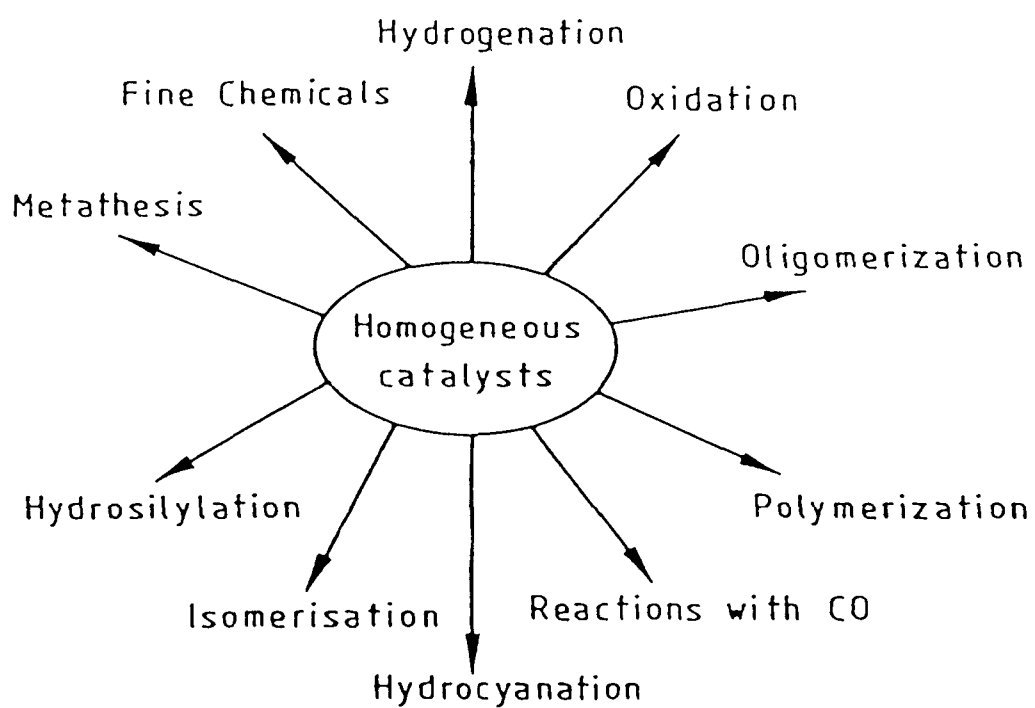 Hydrogenation
Fine Chemicals
Oxidation
Metathesis
Oligomerization
Homogeneous
catalysts
Hydrosilylation
Polymerization
Isomerisation
Reactions with CO
Hydrocyanation